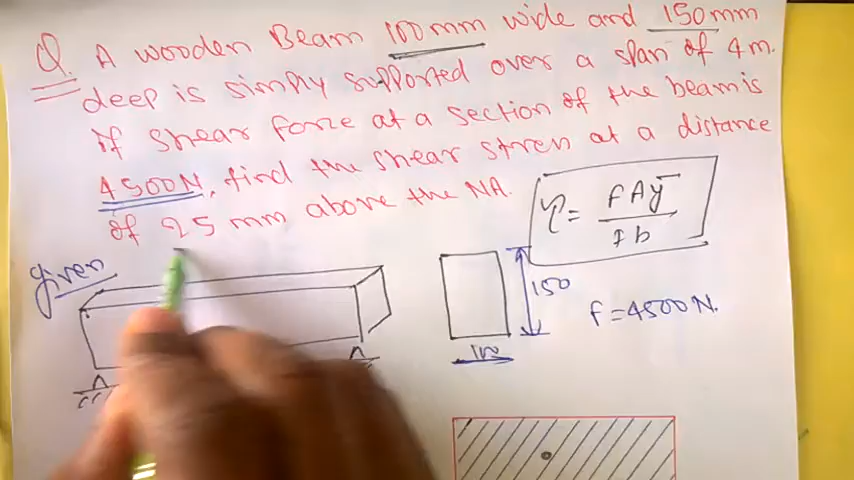 Q. A wooden Beam 100mm wide and 150mm
deep is simply supported over a span of 4m.
if shear force at a section of the beam is
4500N, find the shear stren at a distance
of 25 mm above the NA.
τ = FAȳ / Ib
given
150
100
F=4500N.